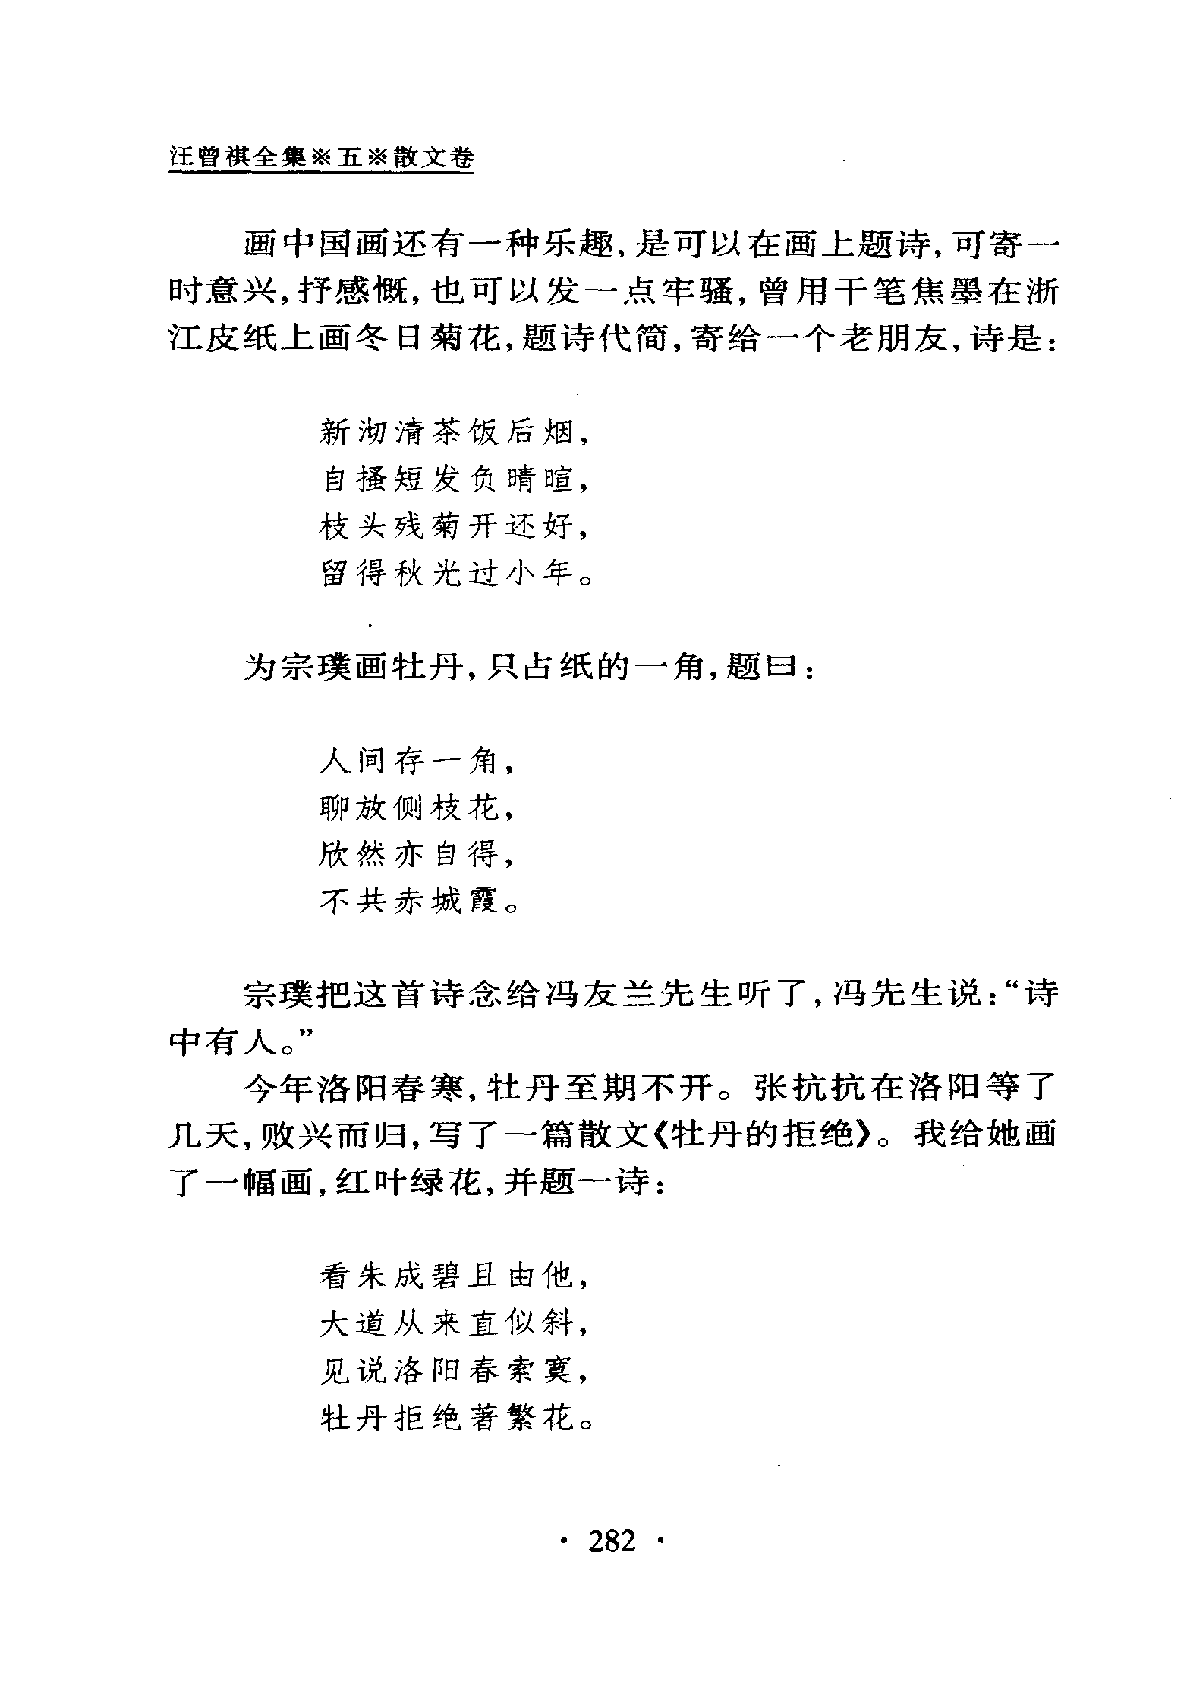 汪曾祺全集※五※散文卷
画中国画还有一种乐趣,是可以在画上题诗,可寄一
时意兴,抒感慨,也可以发一点牢骚,曾用干笔焦墨在浙
江皮纸上画冬日菊花,题诗代简,寄给一个老朋友,诗是:
新沏清茶饭后烟,
自搔短发负晴暄,
枝头残菊开还好,
留得秋光过小年。
为宗璞画牡丹,只占纸的一角,题曰:
人间存一角,
聊放侧枝花,
欣然亦自得,
不共赤城霞。
宗璞把这首诗念给冯友兰先生听了,冯先生说:“诗
中有人。”
今年洛阳春寒,牡丹至期不开。张抗抗在洛阳等了
几天,败兴而归,写了一篇散文《牡丹的拒绝》。我给她画
了一幅画,红叶绿花,并题一诗:
看朱成碧且由他,
大道从来直似斜,
见说洛阳春索寞,
牡丹拒绝著繁花。
· 282 ·